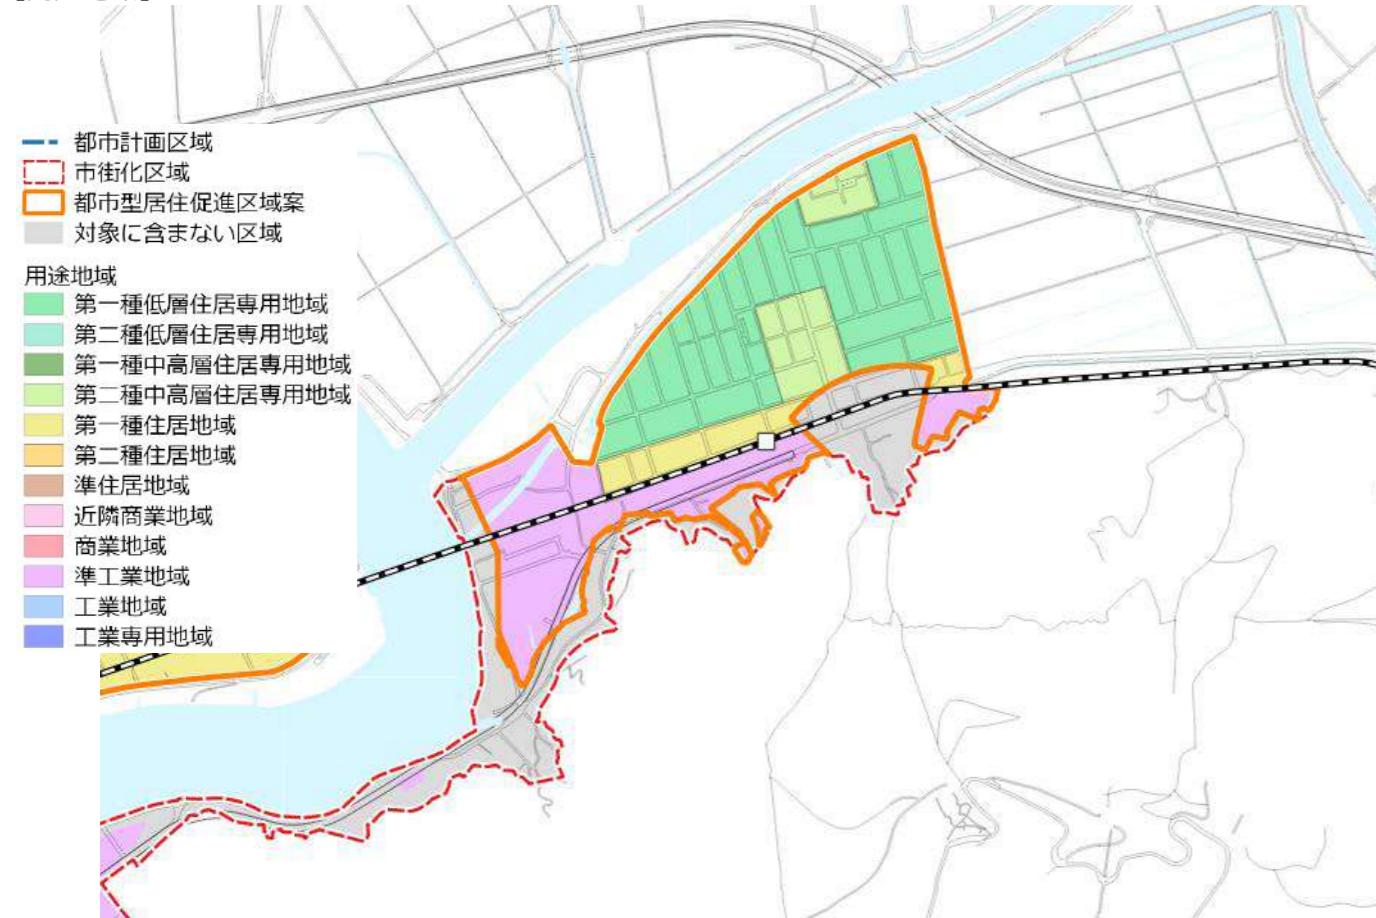 都市計画区域
市街化区域
都市型居住促進区域案
対象に含まない区域
用途地域
第一種低層住居専用地域
第二種低層住居専用地域
第一種中高層住居専用地域
第二種中高層住居専用地域
第一種住居地域
第二種住居地域
準住居地域
近隣商業地域
商業地域
準工業地域
工業地域
工業専用地域